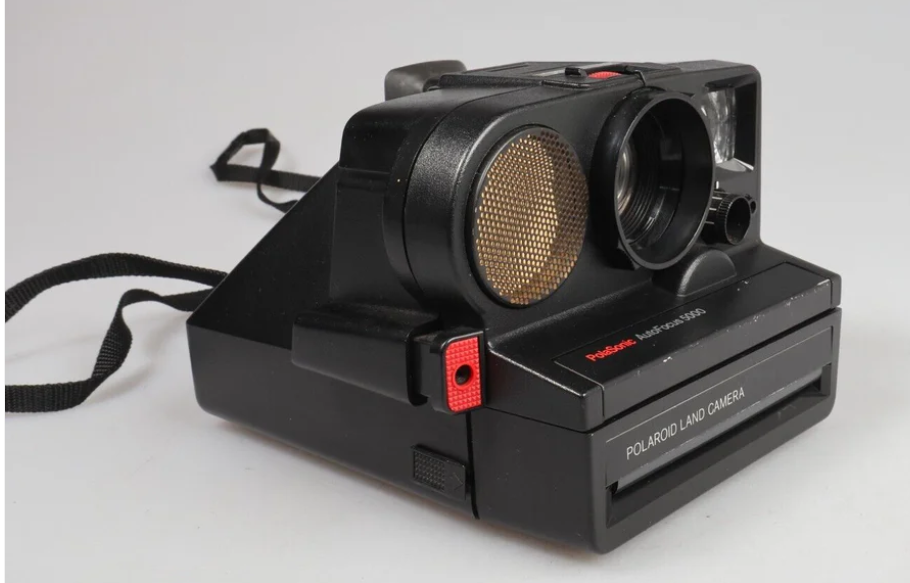 PolaSonic AutoFocus 5000
POLAROID LAND CAMERA